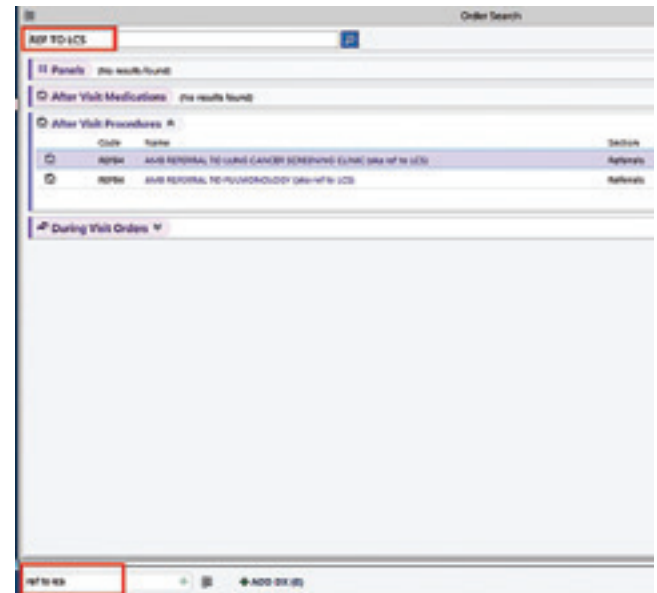 Order Search
REF TO LCS
Panels (No results found)
After Visit Medications (No results found)
After Visit Procedures
Code Name Section
AMB REFERRAL TO LUNG CANCER SCREENING CLINIC (aka ref to LCS) Referrals
AMB REFERRAL TO PULMONOLOGY (aka ref to LCS) Referrals
During Visit Orders
ref to lcs
ADD DX (0)